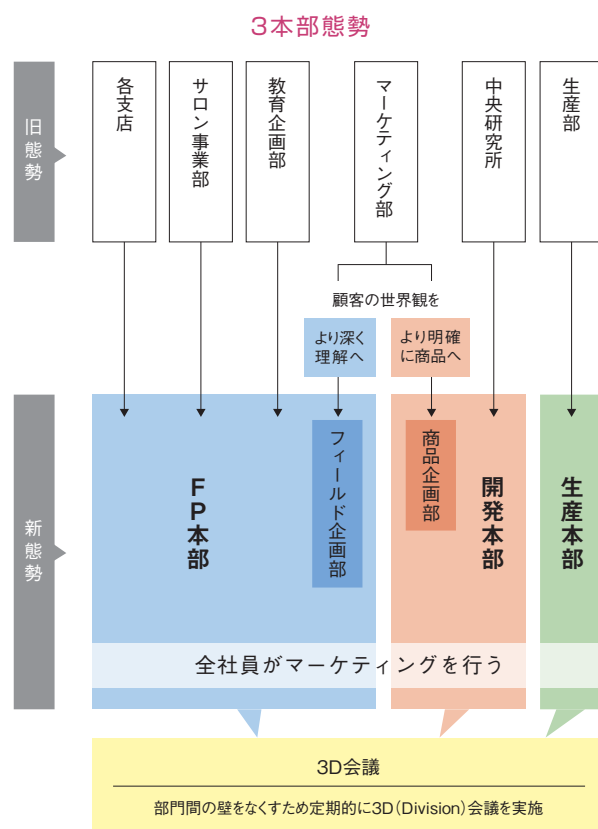 3本部態勢
旧態勢
各支店
サロン事業部
教育企画部
マーケティング部
中央研究所
生産部
顧客の世界観を
より深く
理解へ
より明確
に商品へ
新態勢
FP本部
フィールド企画部
商品企画部
開発本部
生産本部
全社員がマーケティングを行う
3D会議
部門間の壁をなくすため定期的に3D(Division)会議を実施